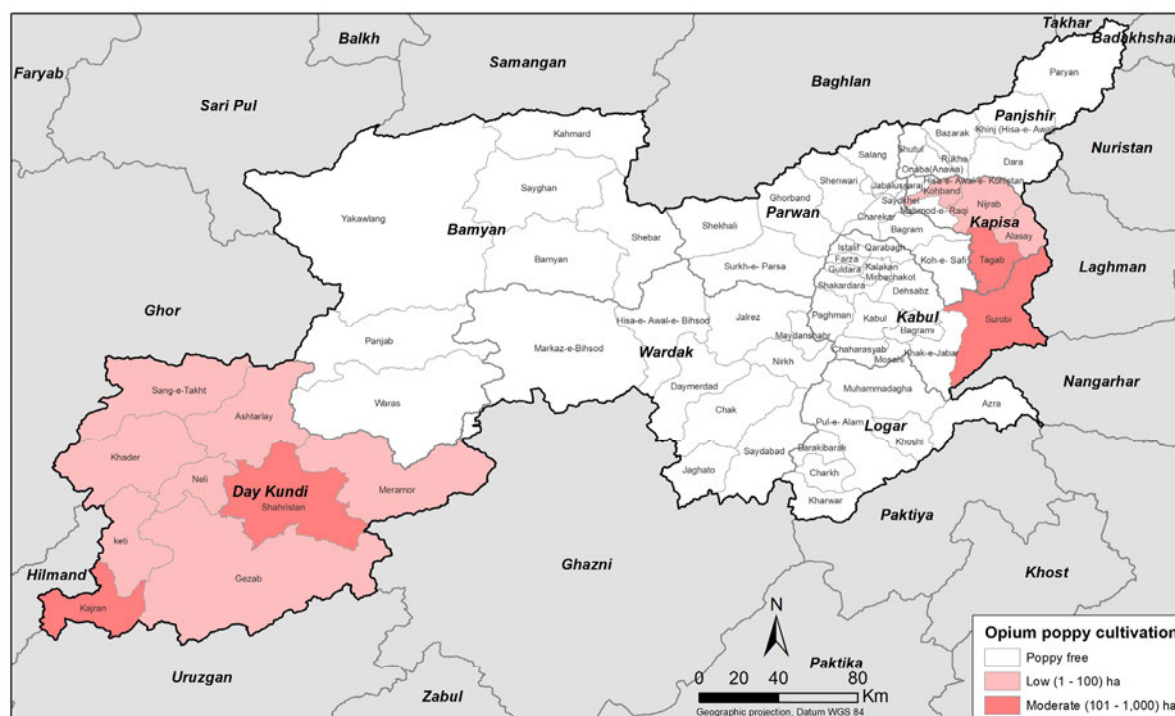 Takhar
Balkh
Badakhshan
Samangan
Faryab
Paryan
Baghlan
Sari Pul
Panjshir
Kahmard
Bazarak
Khinj (Hisa-e- Awal)
Nuristan
Salang
Shutul
Rukha
Dara
Onaba(Anawa)
Sayghan
Shenwari
Jabalussaraj
Hisa-e- Awal-e- Kohistan
Kohband
Yakawlang
Ghorband
Saydkhel
Nijrab
Parwan
Mahmod-e- Raqi
Bamyan
Shekhali
Charekar
Kapisa
Shebar
Bagram
Alasay
Istalif
Qarabagh
Bamyan
Farza
Koh-e- Safi
Tagab
Surkh-e- Parsa
Guldara
Kalakan
Laghman
Mirbachakot
Shakardara
Dehsabz
Ghor
Paghman
Kabul
Kabul
Surobi
Hisa-e- Awal-e- Bihsod
Jalrez
Maydanshahr
Bagrami
Panjab
Markaz-e-Bihsod
Wardak
Chaharasyab
Mosahi
Khak-e-Jabar
Nirkh
Nangarhar
Sang-e-Takht
Daymerdad
Muhammadagha
Waras
Azra
Ashtarlay
Chak
Pul-e- Alam
Logar
Khoshi
Khader
Barakibarak
Saydabad
Neli
Jaghato
Charkh
Day Kundi
Meramor
Shahristan
Kharwar
Paktiya
keti
Ghazni
Hilmand
Gezab
Khost
Kajran
N
Opium poppy cultivation
Poppy free
Low (1 - 100) ha
Moderate (101 - 1,000) ha
Uruzgan
Paktika
Zabul
0 20 40 80
Km
Geographic projection, Datum WGS 84